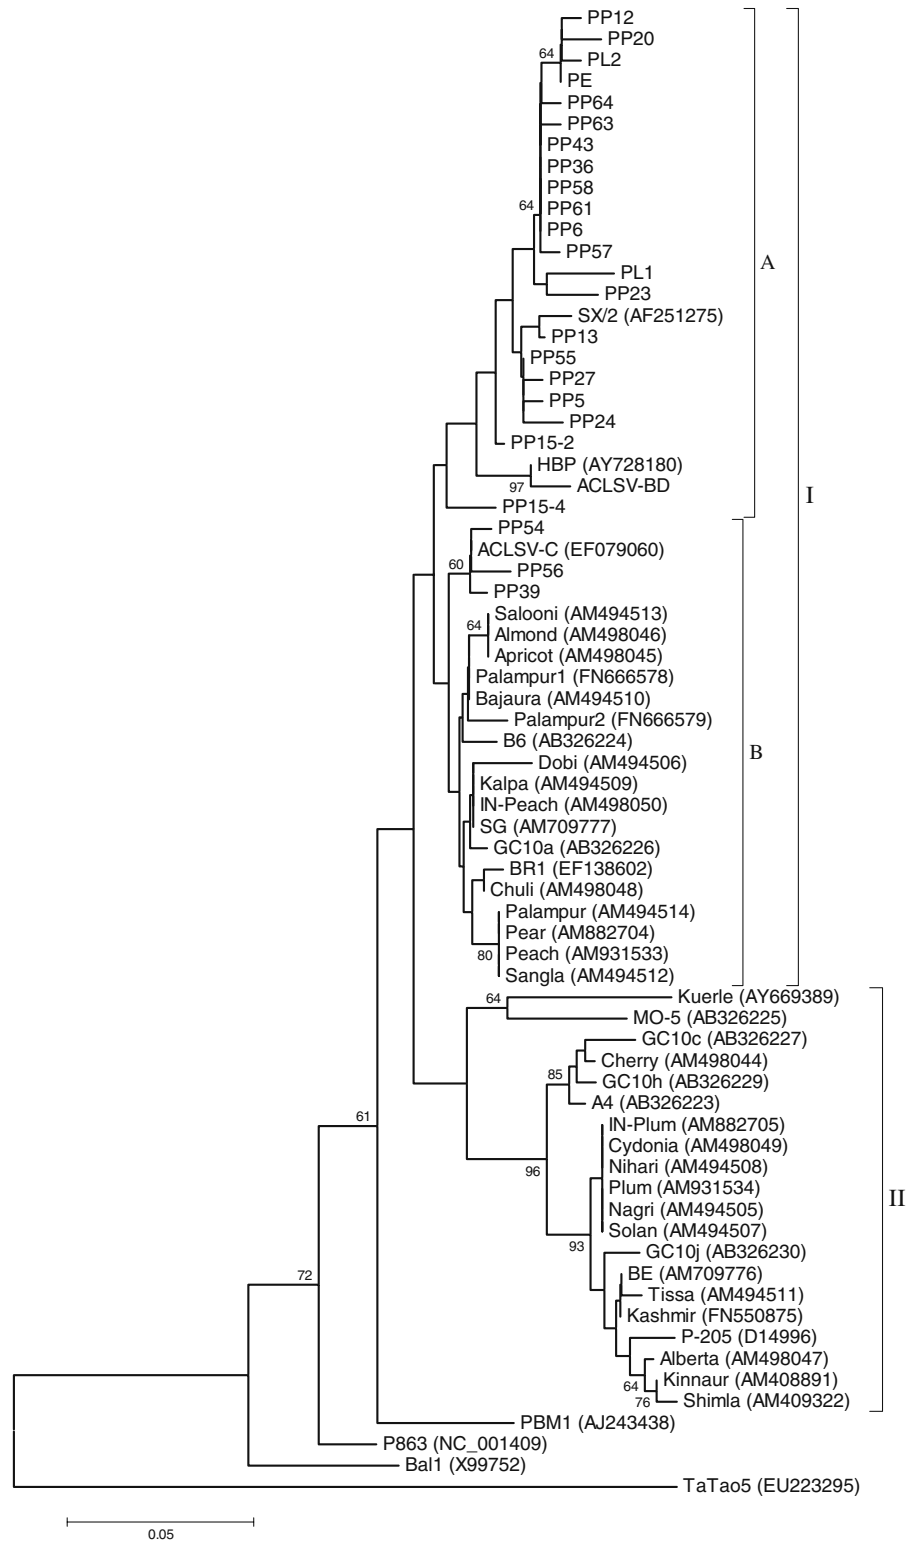 PP12
PP20
64
PL2
PE
PP64
PP63
PP43
PP36
PP58
64
PP61
PP6
PP57
A
PL1
PP23
SX/2 (AF251275)
PP13
PP55
PP27
PP5
PP24
PP15-2
HBP (AY728180)
97
ACLSV-BD
I
PP15-4
PP54
ACLSV-C (EF079060)
60
PP56
PP39
Salooni (AM494513)
64
Almond (AM498046)
Apricot (AM498045)
Palampur1 (FN666578)
Bajaura (AM494510)
Palampur2 (FN666579)
B6 (AB326224)
B
Dobi (AM494506)
Kalpa (AM494509)
IN-Peach (AM498050)
SG (AM709777)
GC10a (AB326226)
BR1 (EF138602)
Chuli (AM498048)
Palampur (AM494514)
Pear (AM882704)
80
Peach (AM931533)
Sangla (AM494512)
64
Kuerle (AY669389)
MO-5 (AB326225)
GC10c (AB326227)
Cherry (AM498044)
85
GC10h (AB326229)
A4 (AB326223)
61
IN-Plum (AM882705)
Cydonia (AM498049)
96
Nihari (AM494508)
Plum (AM931534)
II
Nagri (AM494505)
Solan (AM494507)
93
GC10j (AB326230)
72
BE (AM709776)
Tissa (AM494511)
Kashmir (FN550875)
P-205 (D14996)
Alberta (AM498047)
64
Kinnaur (AM408891)
76
Shimla (AM409322)
PBM1 (AJ243438)
P863 (NC_001409)
Bal1 (X99752)
TaTao5 (EU223295)
0.05